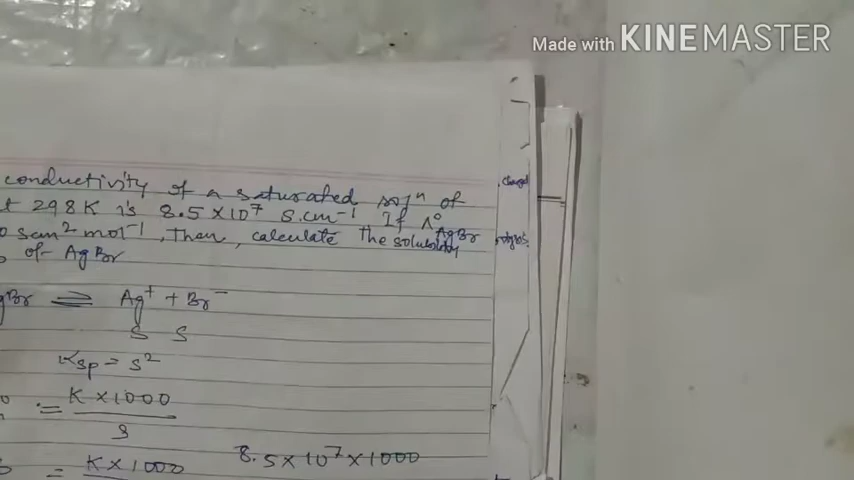 Made with KINEMASTER
conductivity of a saturated soln of
t 298K is 8.5×10⁷ S.cm⁻¹ If Λ° AgBr
0 scm² mol⁻¹, Then, calculate The solubility
of AgBr
gBr ⇌ Ag⁺ + Br⁻
S S
Ksp = s²
= K×1000
S
= K×1000 8.5×10⁷×1000